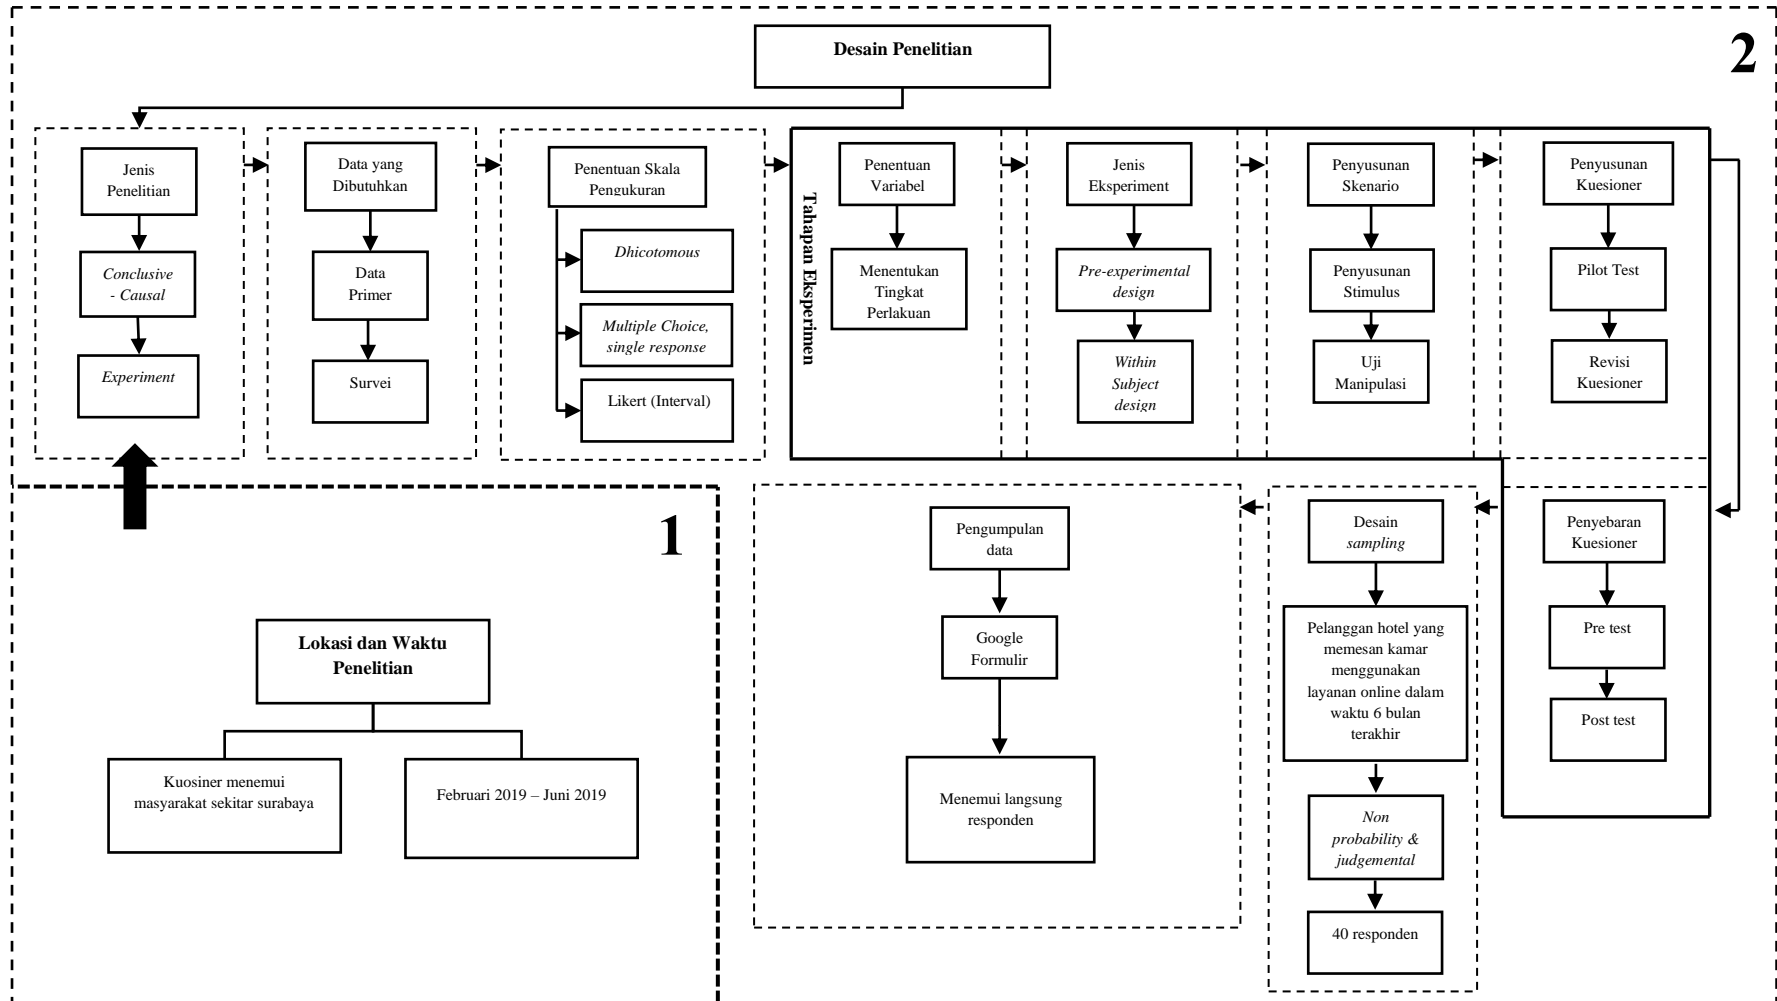 Desain Penelitian
2
Jenis
Penelitian
Conclusive
- Causal
Experiment
Data yang
Dibutuhkan
Data
Primer
Survei
Penentuan Skala
Pengukuran
Dhicotomous
Multiple Choice,
single response
Likert (Interval)
Tahapan Eksperimen
Penentuan
Variabel
Menentukan
Tingkat
Perlakuan
Jenis
Eksperiment
Pre-experimental
design
Within
Subject
design
Penyusunan
Skenario
Penyusunan
Stimulus
Uji
Manipulasi
Penyusunan
Kuesioner
Pilot Test
Revisi
Kuesioner
Penyebaran
Kuesioner
Pre test
Post test
Desain
sampling
Pelanggan hotel yang
memesan kamar
menggunakan
layanan online dalam
waktu 6 bulan
terakhir
Non
probability &
judgemental
40 responden
Pengumpulan
data
Google
Formulir
Menemui langsung
responden
1
Lokasi dan Waktu
Penelitian
Kuosiner menemui
masyarakat sekitar surabaya
Februari 2019 – Juni 2019